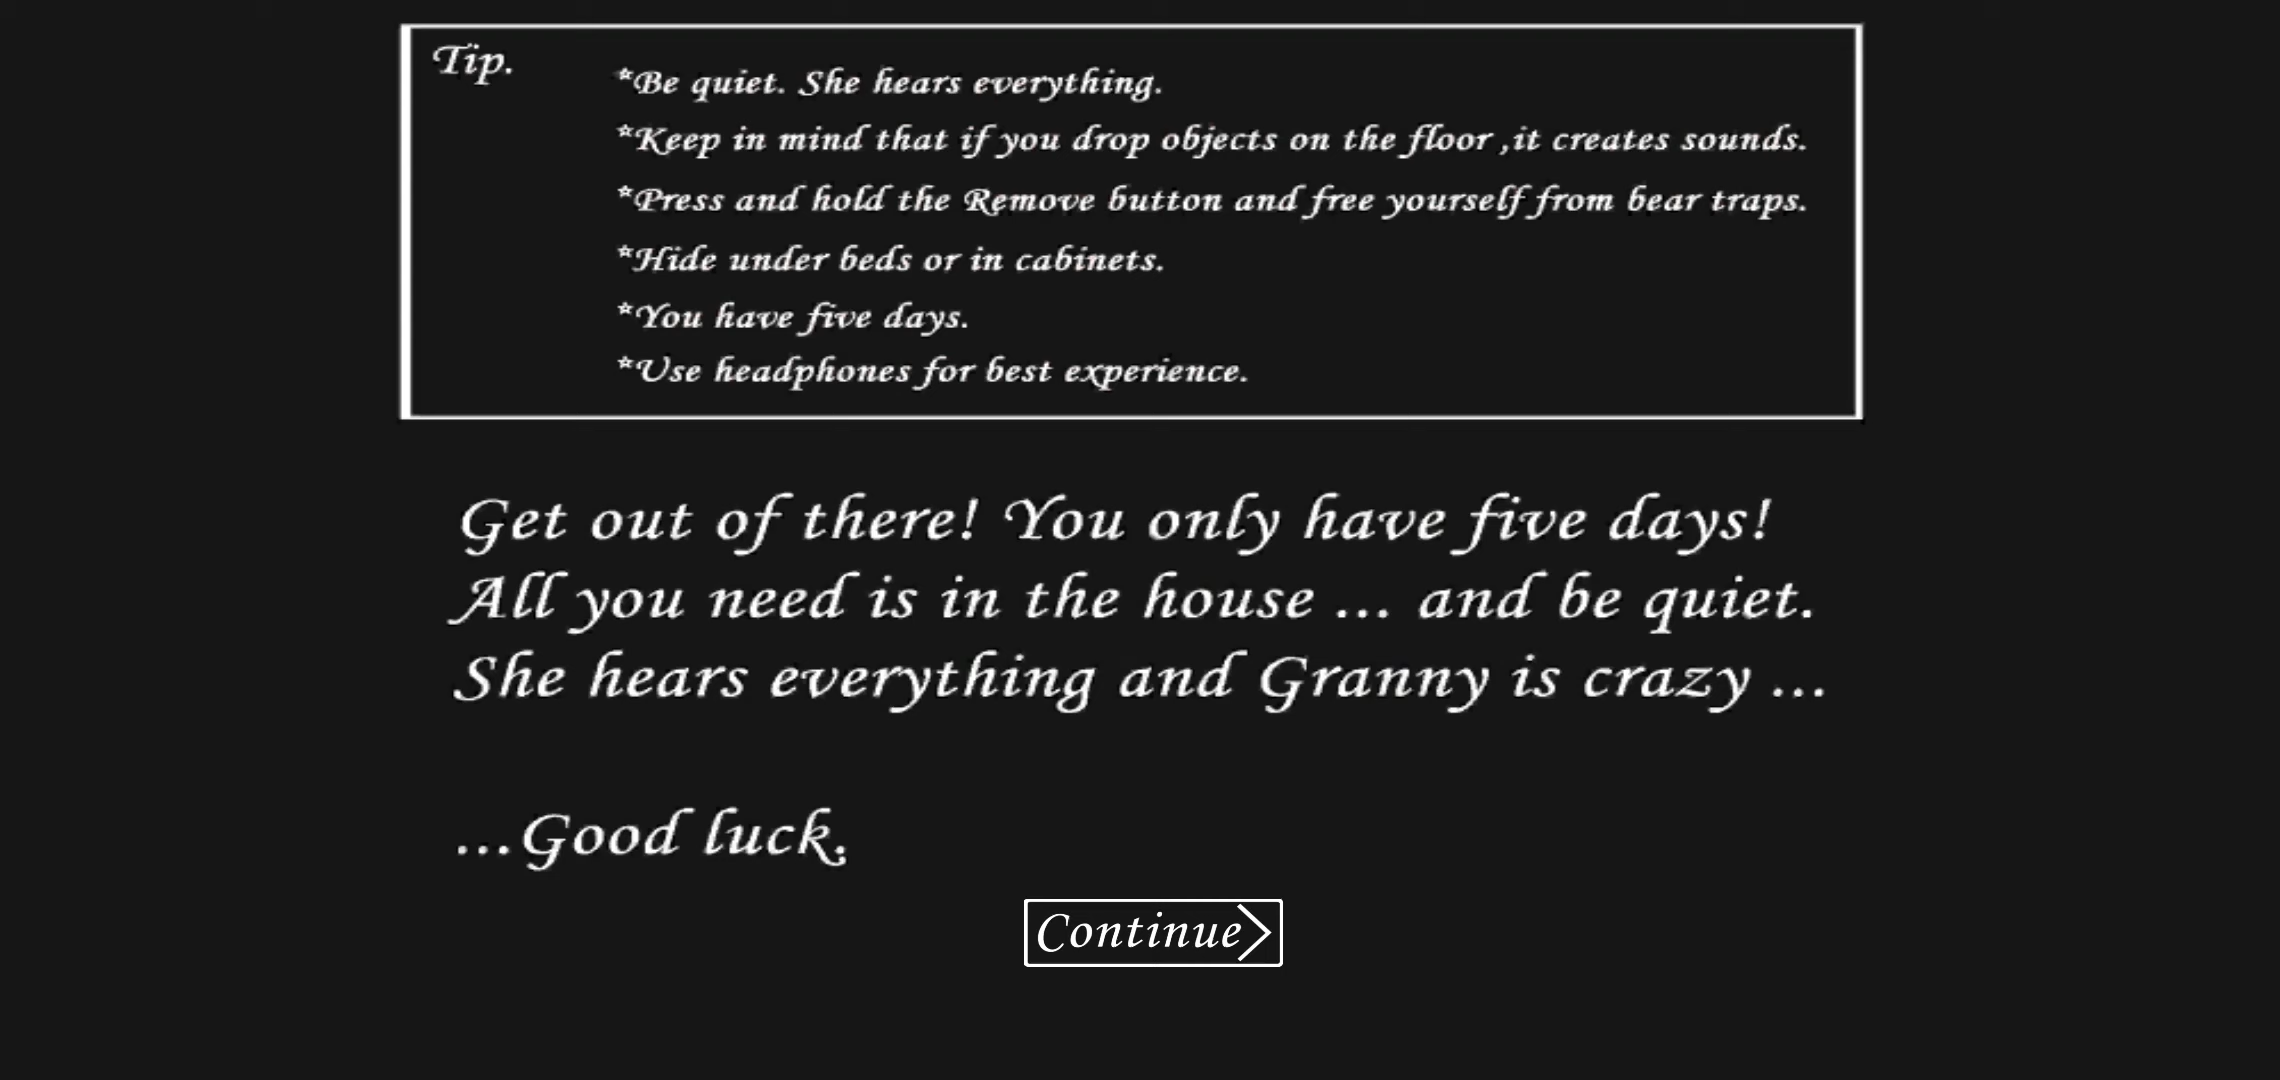 Tip.
*Be quiet. She hears everything.
*Keep in mind that if you drop objects on the floor ,it creates sounds.
*Press and hold the Remove button and free yourself from bear traps.
*Hide under beds or in cabinets.
*You have five days.
*Use headphones for best experience.
Get out of there! You only have five days!
All you need is in the house ... and be quiet.
She hears everything and Granny is crazy ...
...Good luck.
Continue>